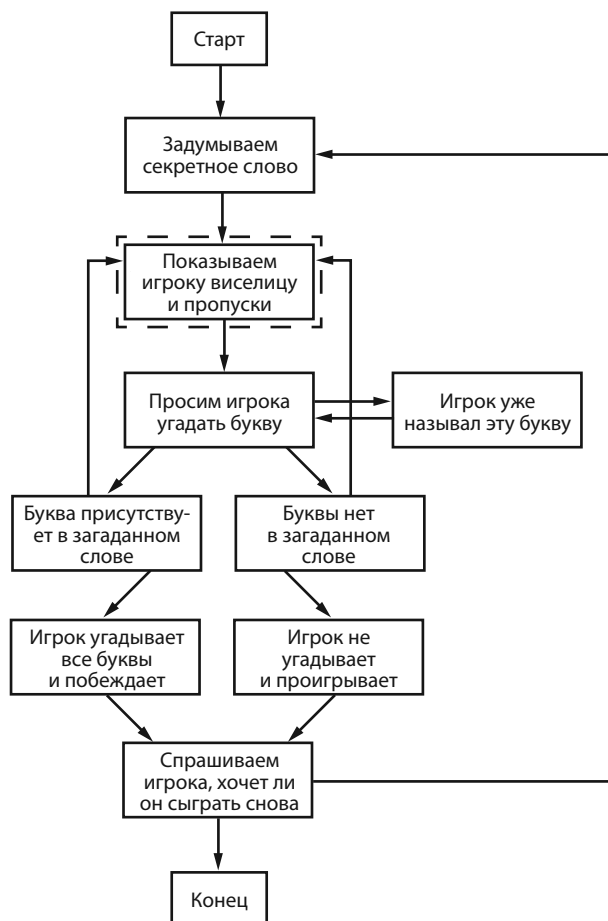 Старт
Задумываем
секретное слово
Показываем
игроку виселицу
и пропуски
Просим игрока
угадать букву
Игрок уже
называл эту букву
Буква присутству-
ет в загаданном
слове
Буквы нет
в загаданном
слове
Игрок угадывает
все буквы
и побеждает
Игрок не
угадывает
и проигрывает
Спрашиваем
игрока, хочет ли
он сыграть снова
Конец